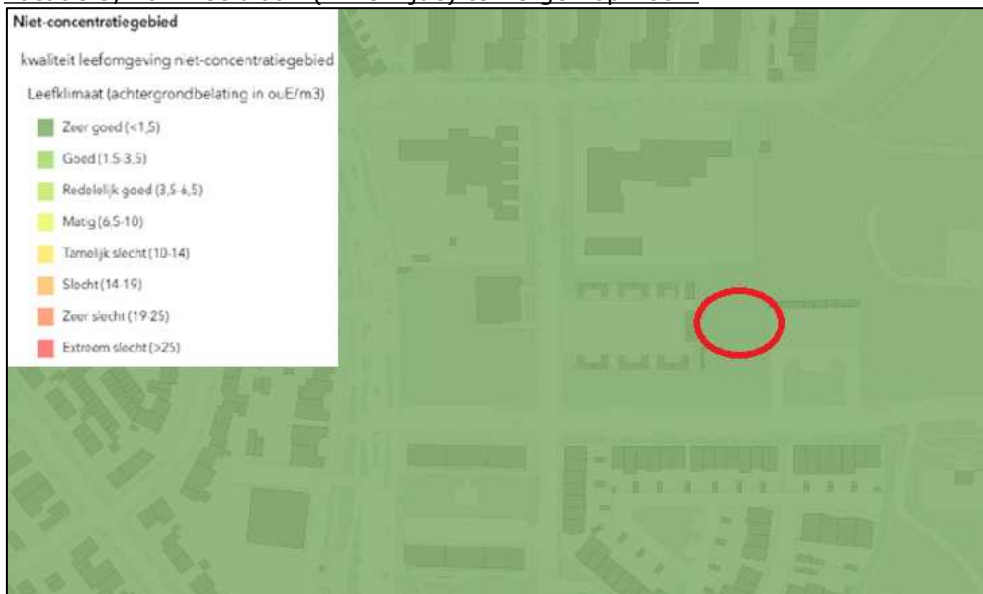 Niet-concentratiegebied
kwaliteit leefomgeving niet-concentratiegebied
Leefklimaat (achtergrondbelating in ouE/m3)
Zeer goed (<1,5)
Goed (1.5-3,5)
Redelelijk goed (3,5-6,5)
Matig (6.5-10)
Tamelijk slecht (10-14)
Slecht (14-19)
Zeer slecht (19-25)
Extreem slecht (>25)